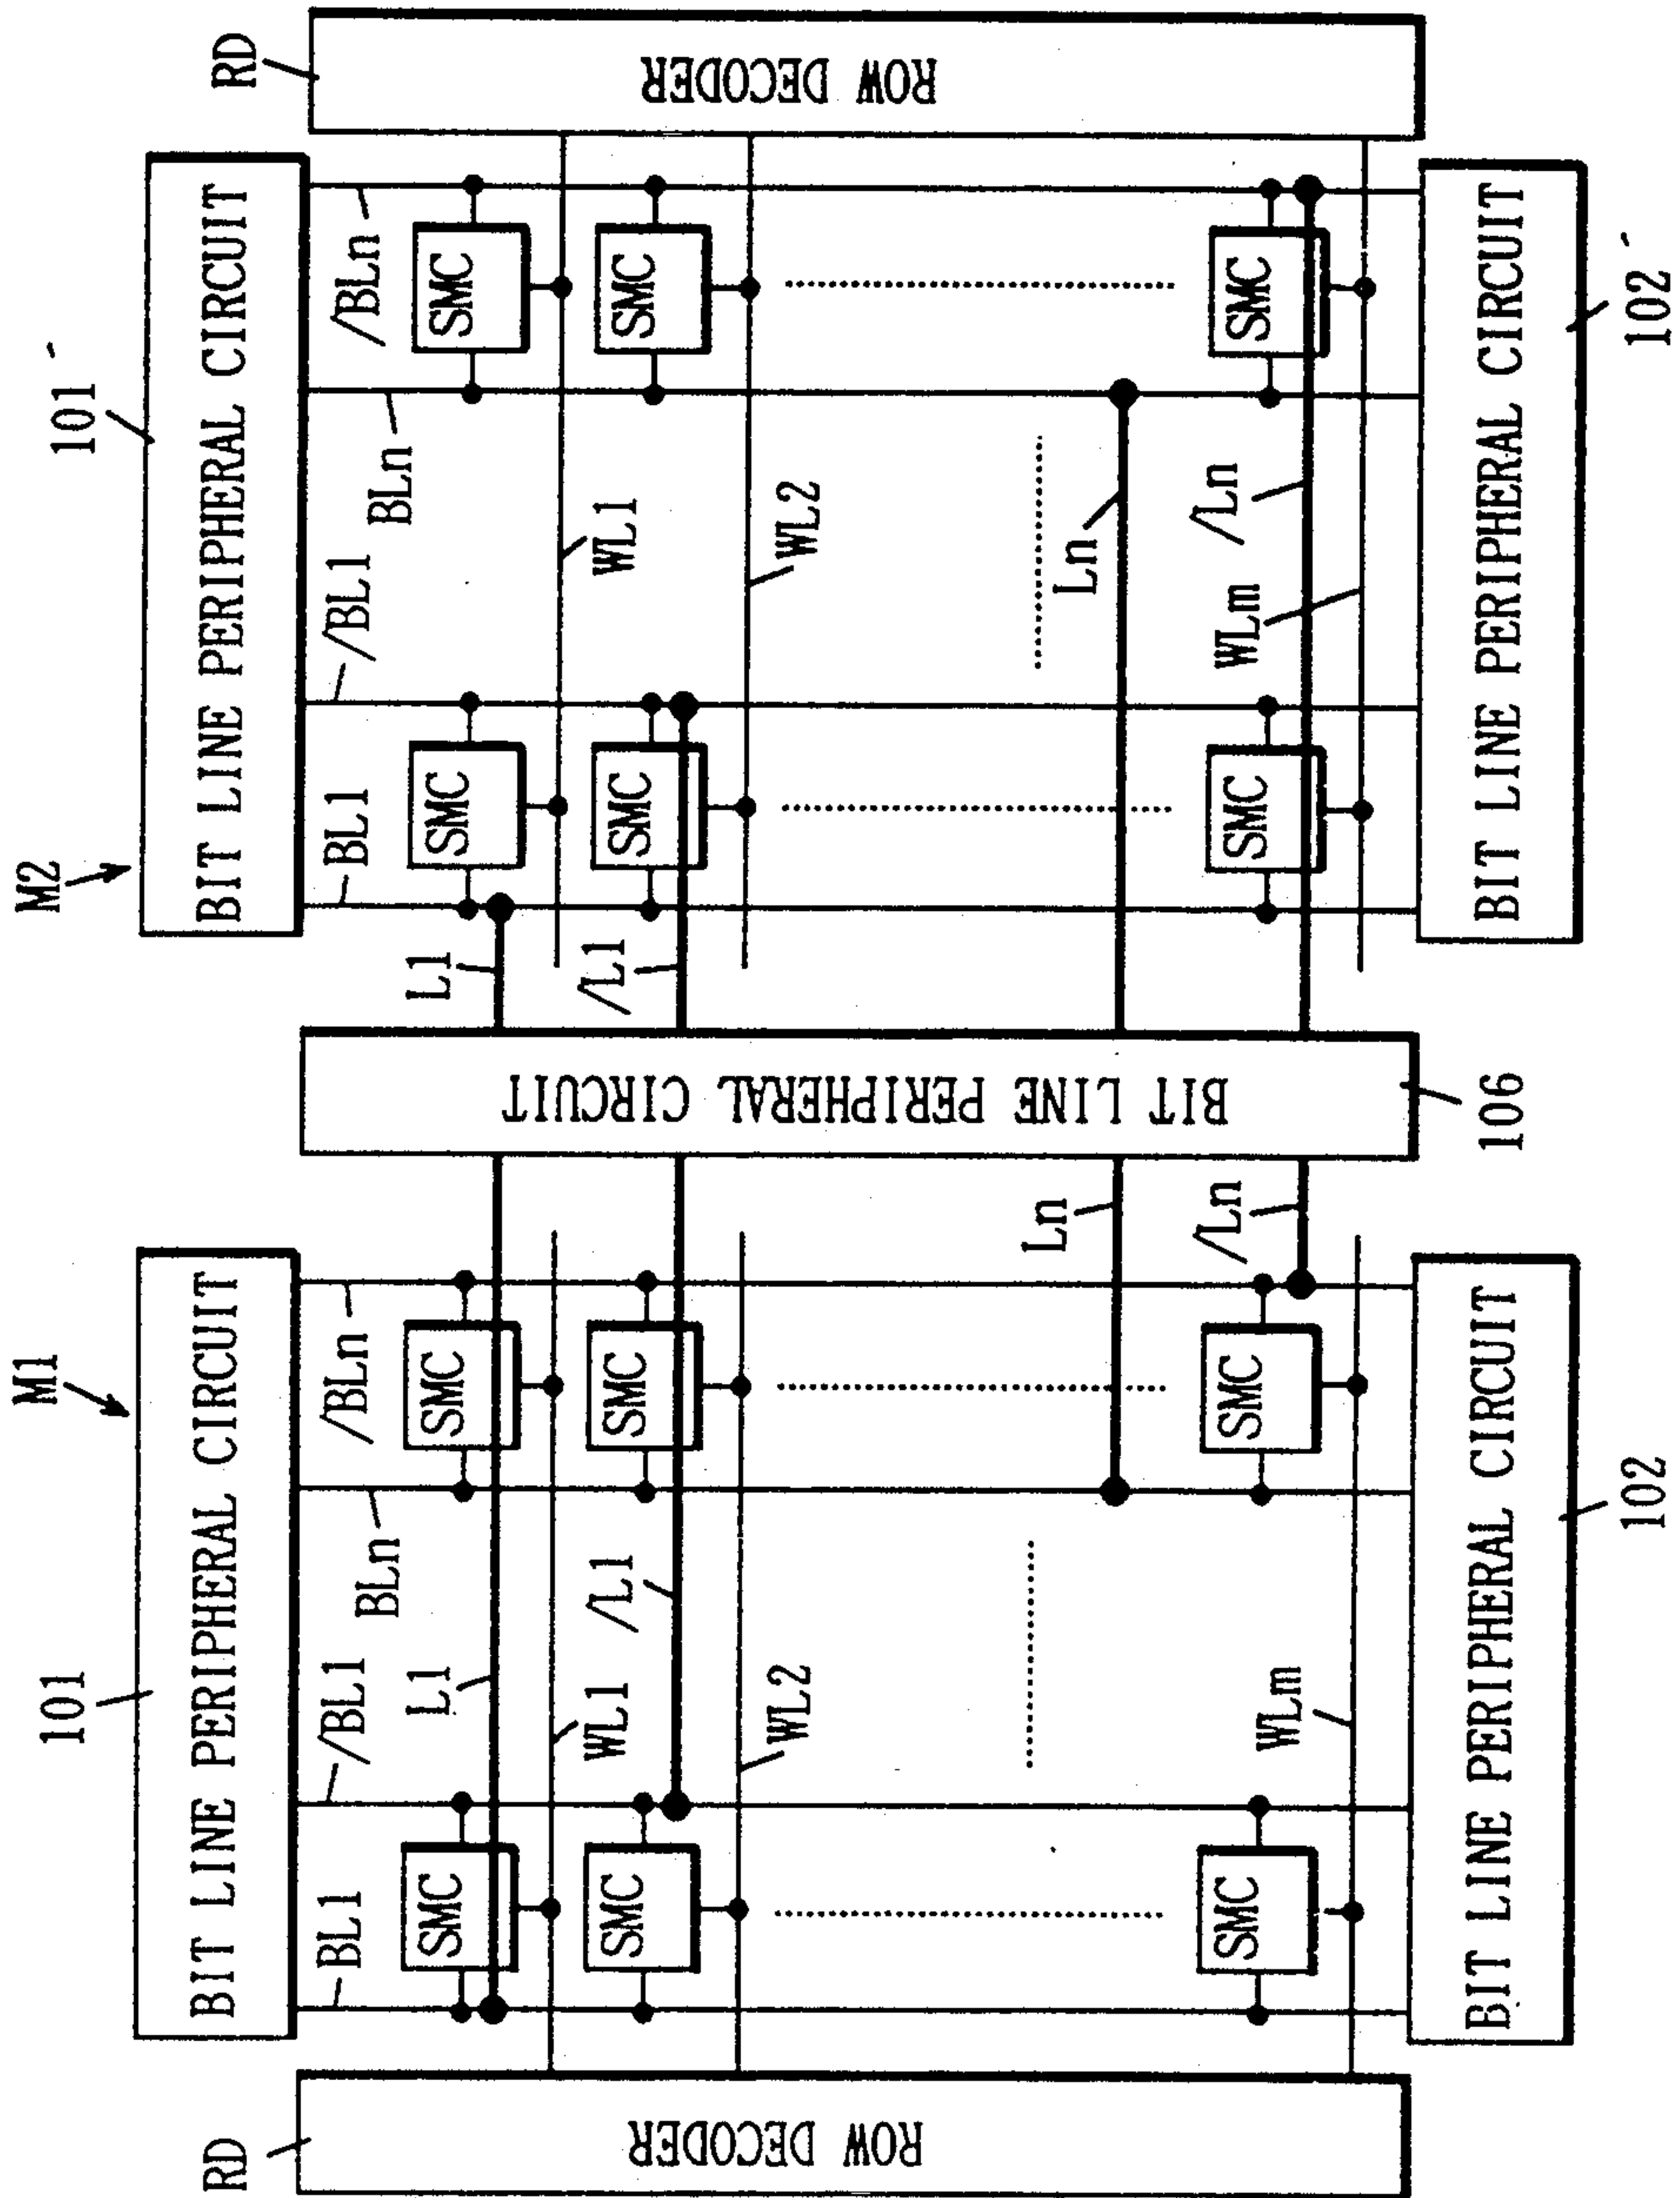 M1
M2
101
101'
RD
BIT LINE PERIPHERAL CIRCUIT
BIT LINE PERIPHERAL CIRCUIT
RD
BL1
/BL1
/BLn
BL1
/BL1
/BLn
BLn
BLn
SMC
L1
SMC
L1
SMC
SMC
WL1
WL1
SMC
/L1
SMC
/L1
SMC
SMC
WL2
WL2
ROW DECODER
BIT LINE PERIPHERAL CIRCUIT
ROW DECODER
Ln
Ln
SMC
WLm
SMC
/Ln
SMC
WLm
/Ln
SMC
BIT LINE PERIPHERAL CIRCUIT
106
BIT LINE PERIPHERAL CIRCUIT
102
102'